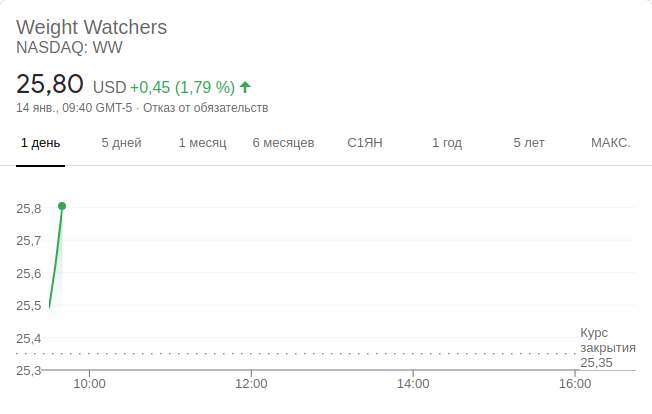 Weight Watchers
NASDAQ: WW
25,80 USD +0,45 (1,79 %)
14 янв., 09:40 GMT-5 · Отказ от обязательств
1 день 5 дней 1 месяц 6 месяцев С1ЯН 1 год 5 лет МАКС.
25,8
25,7
25,6
25,5
25,4
25,3
Курс
закрытия
25,35
10:00 12:00 14:00 16:00